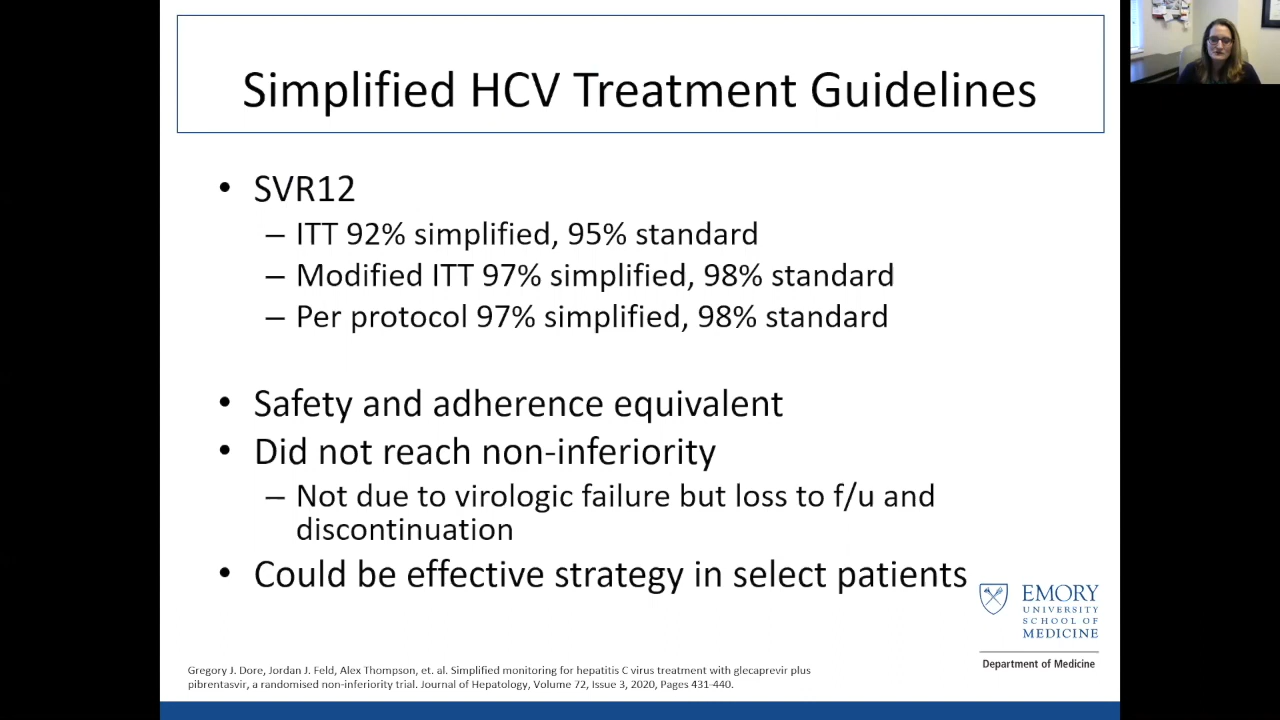 Simplified HCV Treatment Guidelines
• SVR12
– ITT 92% simplified, 95% standard
– Modified ITT 97% simplified, 98% standard
– Per protocol 97% simplified, 98% standard
• Safety and adherence equivalent
• Did not reach non-inferiority
– Not due to virologic failure but loss to f/u and
discontinuation
• Could be effective strategy in select patients
EMORY
UNIVERSITY
SCHOOL OF
MEDICINE
Department of Medicine
Gregory J. Dore, Jordan J. Feld, Alex Thompson, et. al. Simplified monitoring for hepatitis C virus treatment with glecaprevir plus
pibrentasvir, a randomised non-inferiority trial. Journal of Hepatology, Volume 72, Issue 3, 2020, Pages 431-440.